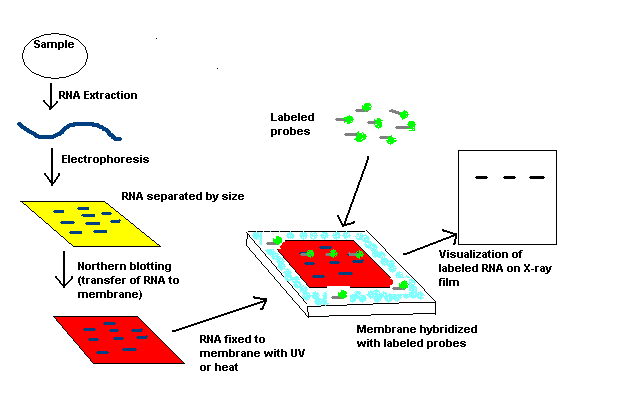 Sample
RNA Extraction
Electrophoresis
RNA separated by size
Northern blotting
(transfer of RNA to
membrane)
RNA fixed to
membrane with UV
or heat
Labeled
probes
Membrane hybridized
with labeled probes
Visualization of
labeled RNA on X-ray
film